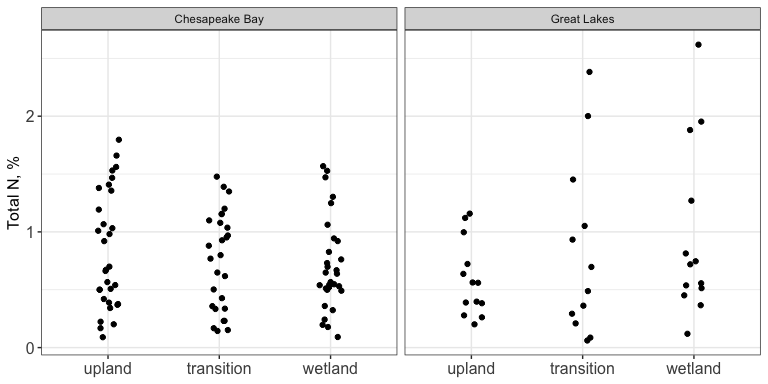 Chesapeake Bay
Great Lakes
Total N, %
2
1
0
upland
transition
wetland
upland
transition
wetland